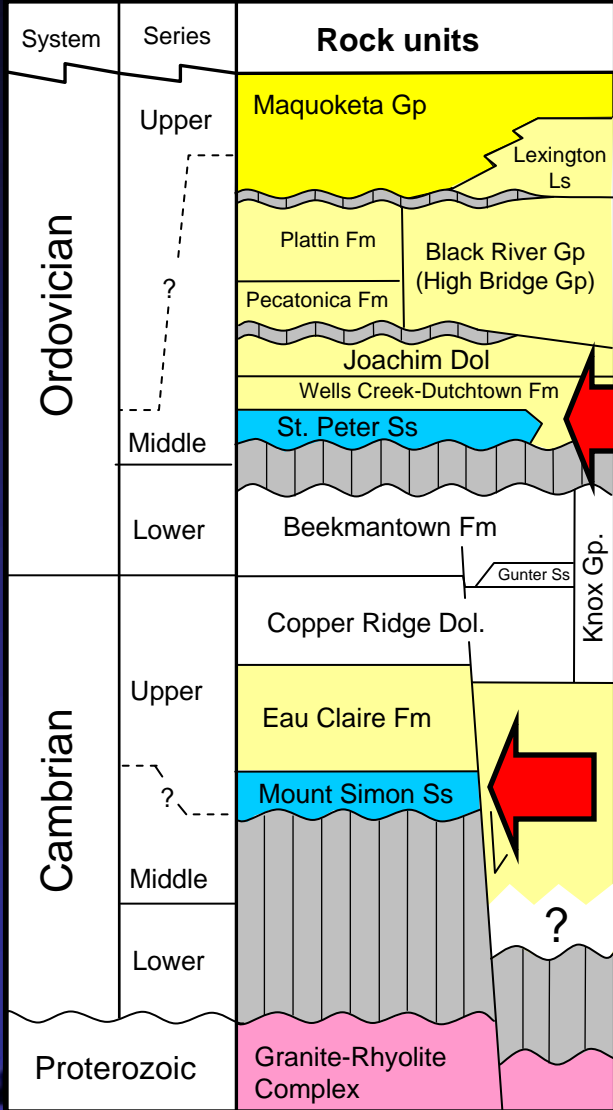 System
Series
Rock units
Ordovician
Upper
?
Middle
Lower
Maquoketa Gp
Lexington
Ls
Plattin Fm
Black River Gp
(High Bridge Gp)
Pecatonica Fm
Joachim Dol
Wells Creek-Dutchtown Fm
St. Peter Ss
Beekmantown Fm
Gunter Ss
Knox Gp.
Cambrian
Upper
?
Middle
Lower
Copper Ridge Dol.
Eau Claire Fm
Mount Simon Ss
?
Proterozoic
Granite-Rhyolite
Complex